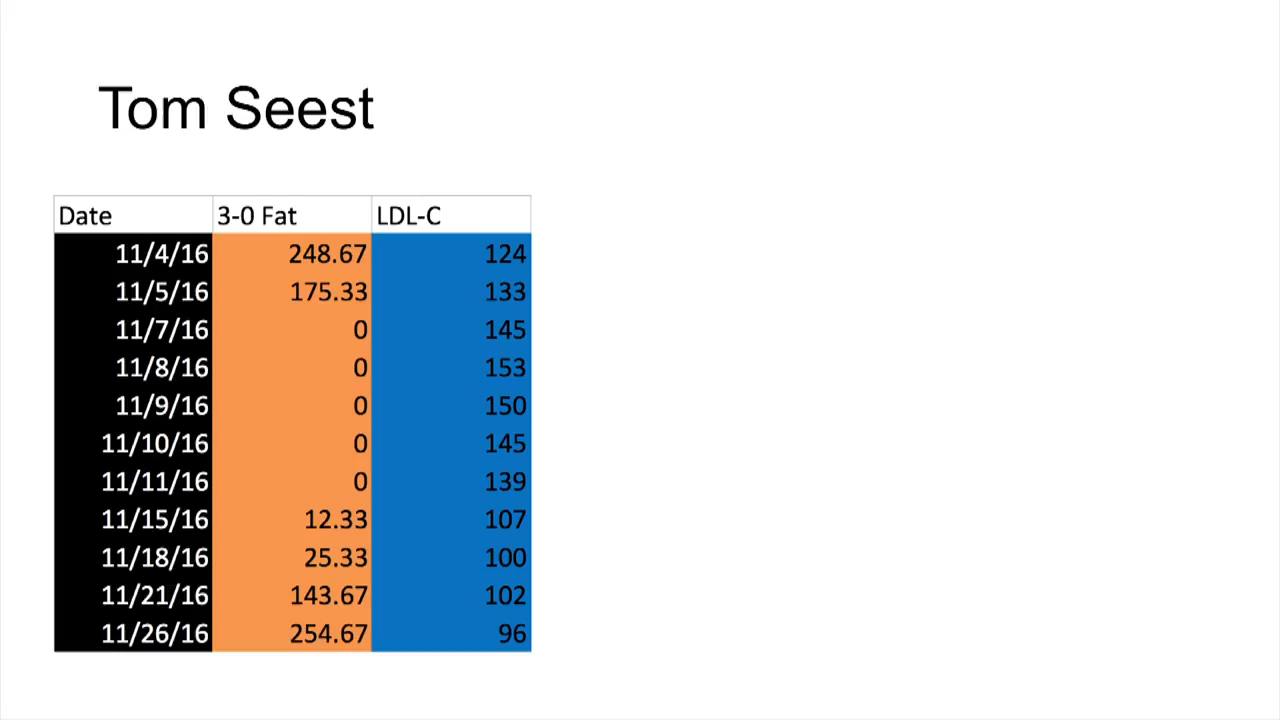 Tom Seest
Date 3-0 Fat LDL-C
11/4/16 248.67 124
11/5/16 175.33 133
11/7/16 0 145
11/8/16 0 153
11/9/16 0 150
11/10/16 0 145
11/11/16 0 139
11/15/16 12.33 107
11/18/16 25.33 100
11/21/16 143.67 102
11/26/16 254.67 96